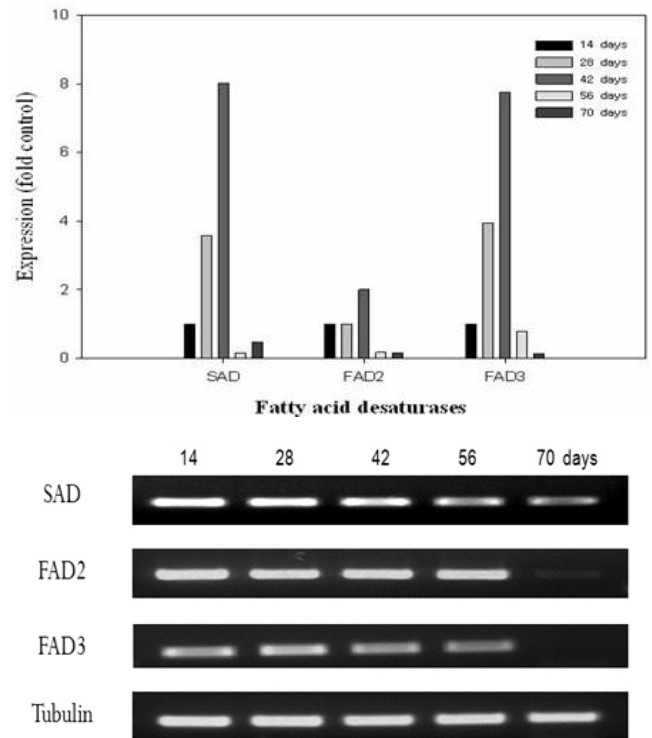 10
8
6
4
2
0
Expression (fold control)
14 days
28 days
42 days
56 days
70 days
SAD FAD2 FAD3
Fatty acid desaturases
14 28 42 56 70 days
SAD
FAD2
FAD3
Tubulin